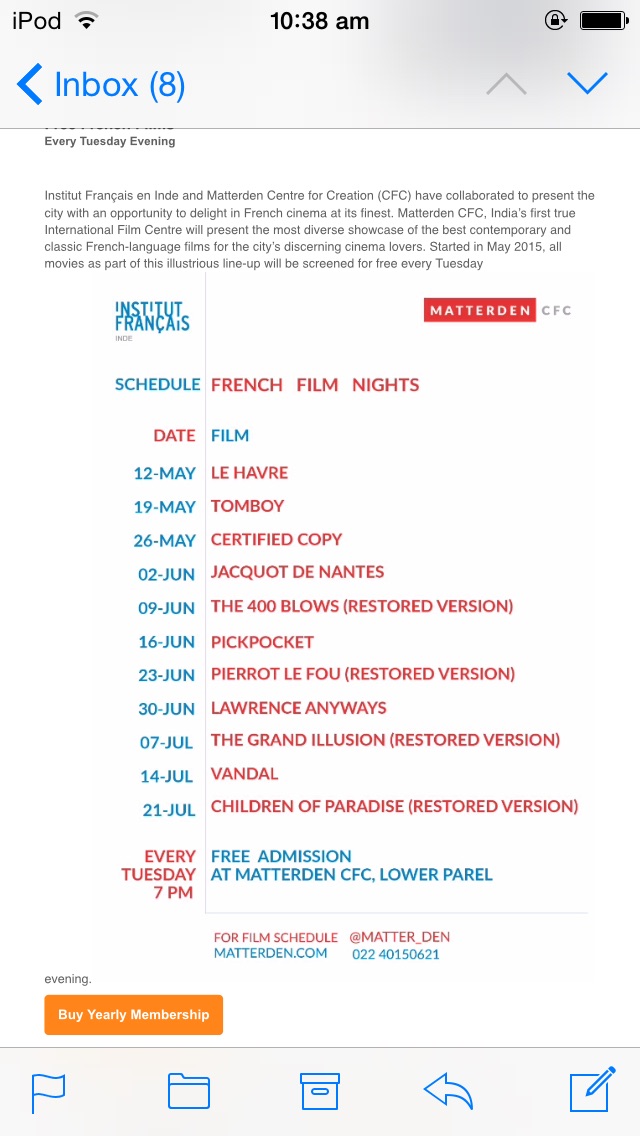 iPod
10:38 am
Inbox (8)
Free French Films
Every Tuesday Evening
Institut Français en Inde and Matterden Centre for Creation (CFC) have collaborated to present the
city with an opportunity to delight in French cinema at its finest. Matterden CFC, India's first true
International Film Centre will present the most diverse showcase of the best contemporary and
classic French-language films for the city's discerning cinema lovers. Started in May 2015, all
movies as part of this illustrious line-up will be screened for free every Tuesday
INSTITUT
FRANÇAIS
INDE
MATTERDEN CFC
SCHEDULE FRENCH FILM NIGHTS
DATE FILM
12-MAY LE HAVRE
19-MAY TOMBOY
26-MAY CERTIFIED COPY
02-JUN JACQUOT DE NANTES
09-JUN THE 400 BLOWS (RESTORED VERSION)
16-JUN PICKPOCKET
23-JUN PIERROT LE FOU (RESTORED VERSION)
30-JUN LAWRENCE ANYWAYS
07-JUL THE GRAND ILLUSION (RESTORED VERSION)
14-JUL VANDAL
21-JUL CHILDREN OF PARADISE (RESTORED VERSION)
EVERY
TUESDAY
7 PM
FREE ADMISSION
AT MATTERDEN CFC, LOWER PAREL
FOR FILM SCHEDULE @MATTER_DEN
MATTERDEN.COM 022 40150621
evening.
Buy Yearly Membership